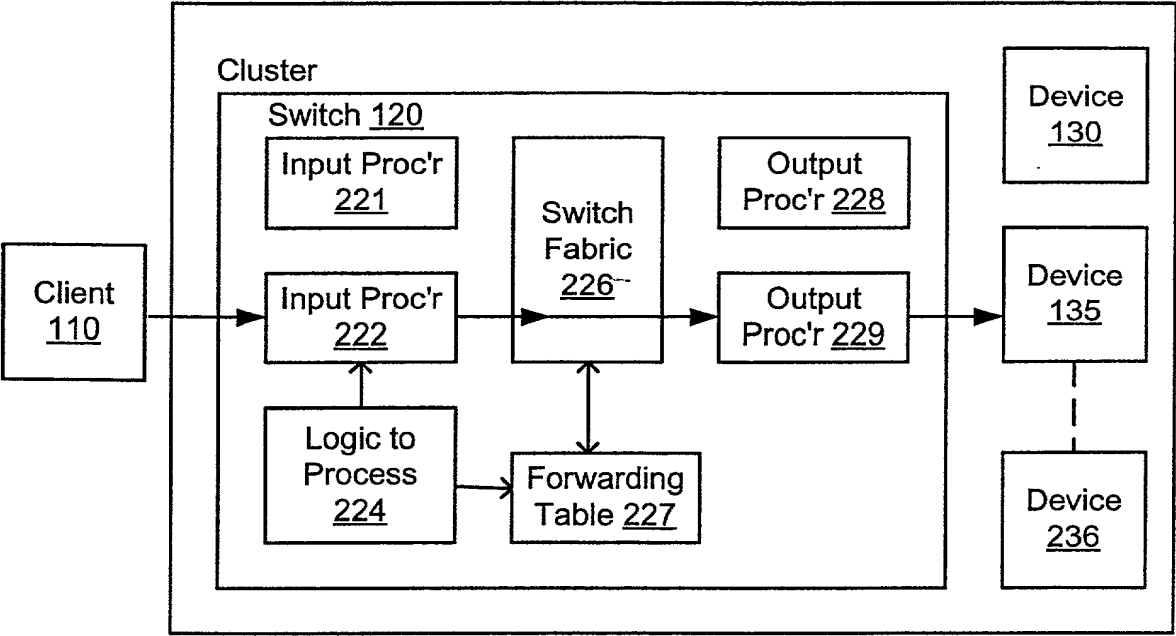 Cluster
Switch 120
Input Proc'r
221
Switch
Fabric
226
Output
Proc'r 228
Device
130
Client
110
Input Proc'r
222
Output
Proc'r 229
Device
135
Logic to
Process
224
Forwarding
Table 227
Device
236